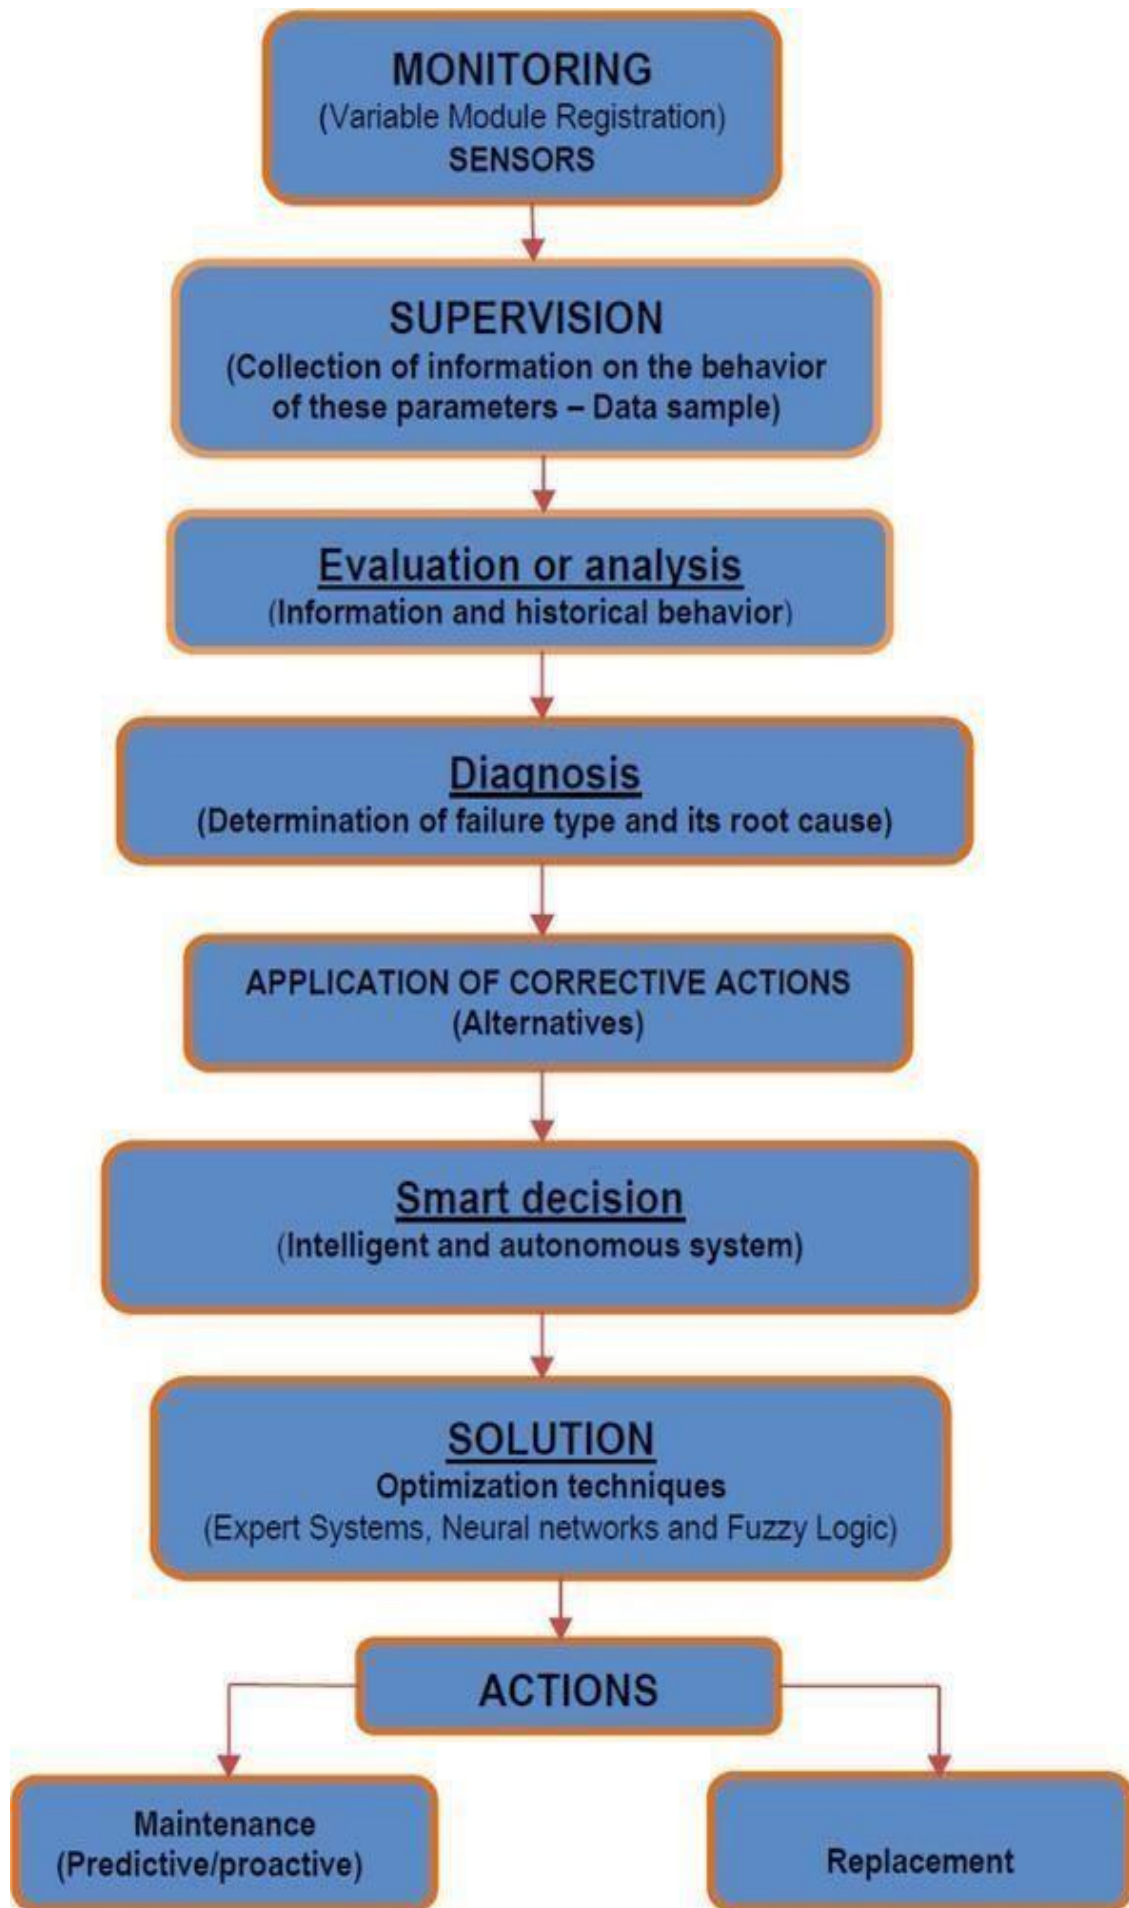 MONITORING
(Variable Module Registration)
SENSORS
SUPERVISION
(Collection of information on the behavior
of these parameters – Data sample)
Evaluation or analysis
(Information and historical behavior)
Diagnosis
(Determination of failure type and its root cause)
APPLICATION OF CORRECTIVE ACTIONS
(Alternatives)
Smart decision
(Intelligent and autonomous system)
SOLUTION
Optimization techniques
(Expert Systems, Neural networks and Fuzzy Logic)
ACTIONS
Maintenance
(Predictive/proactive)
Replacement